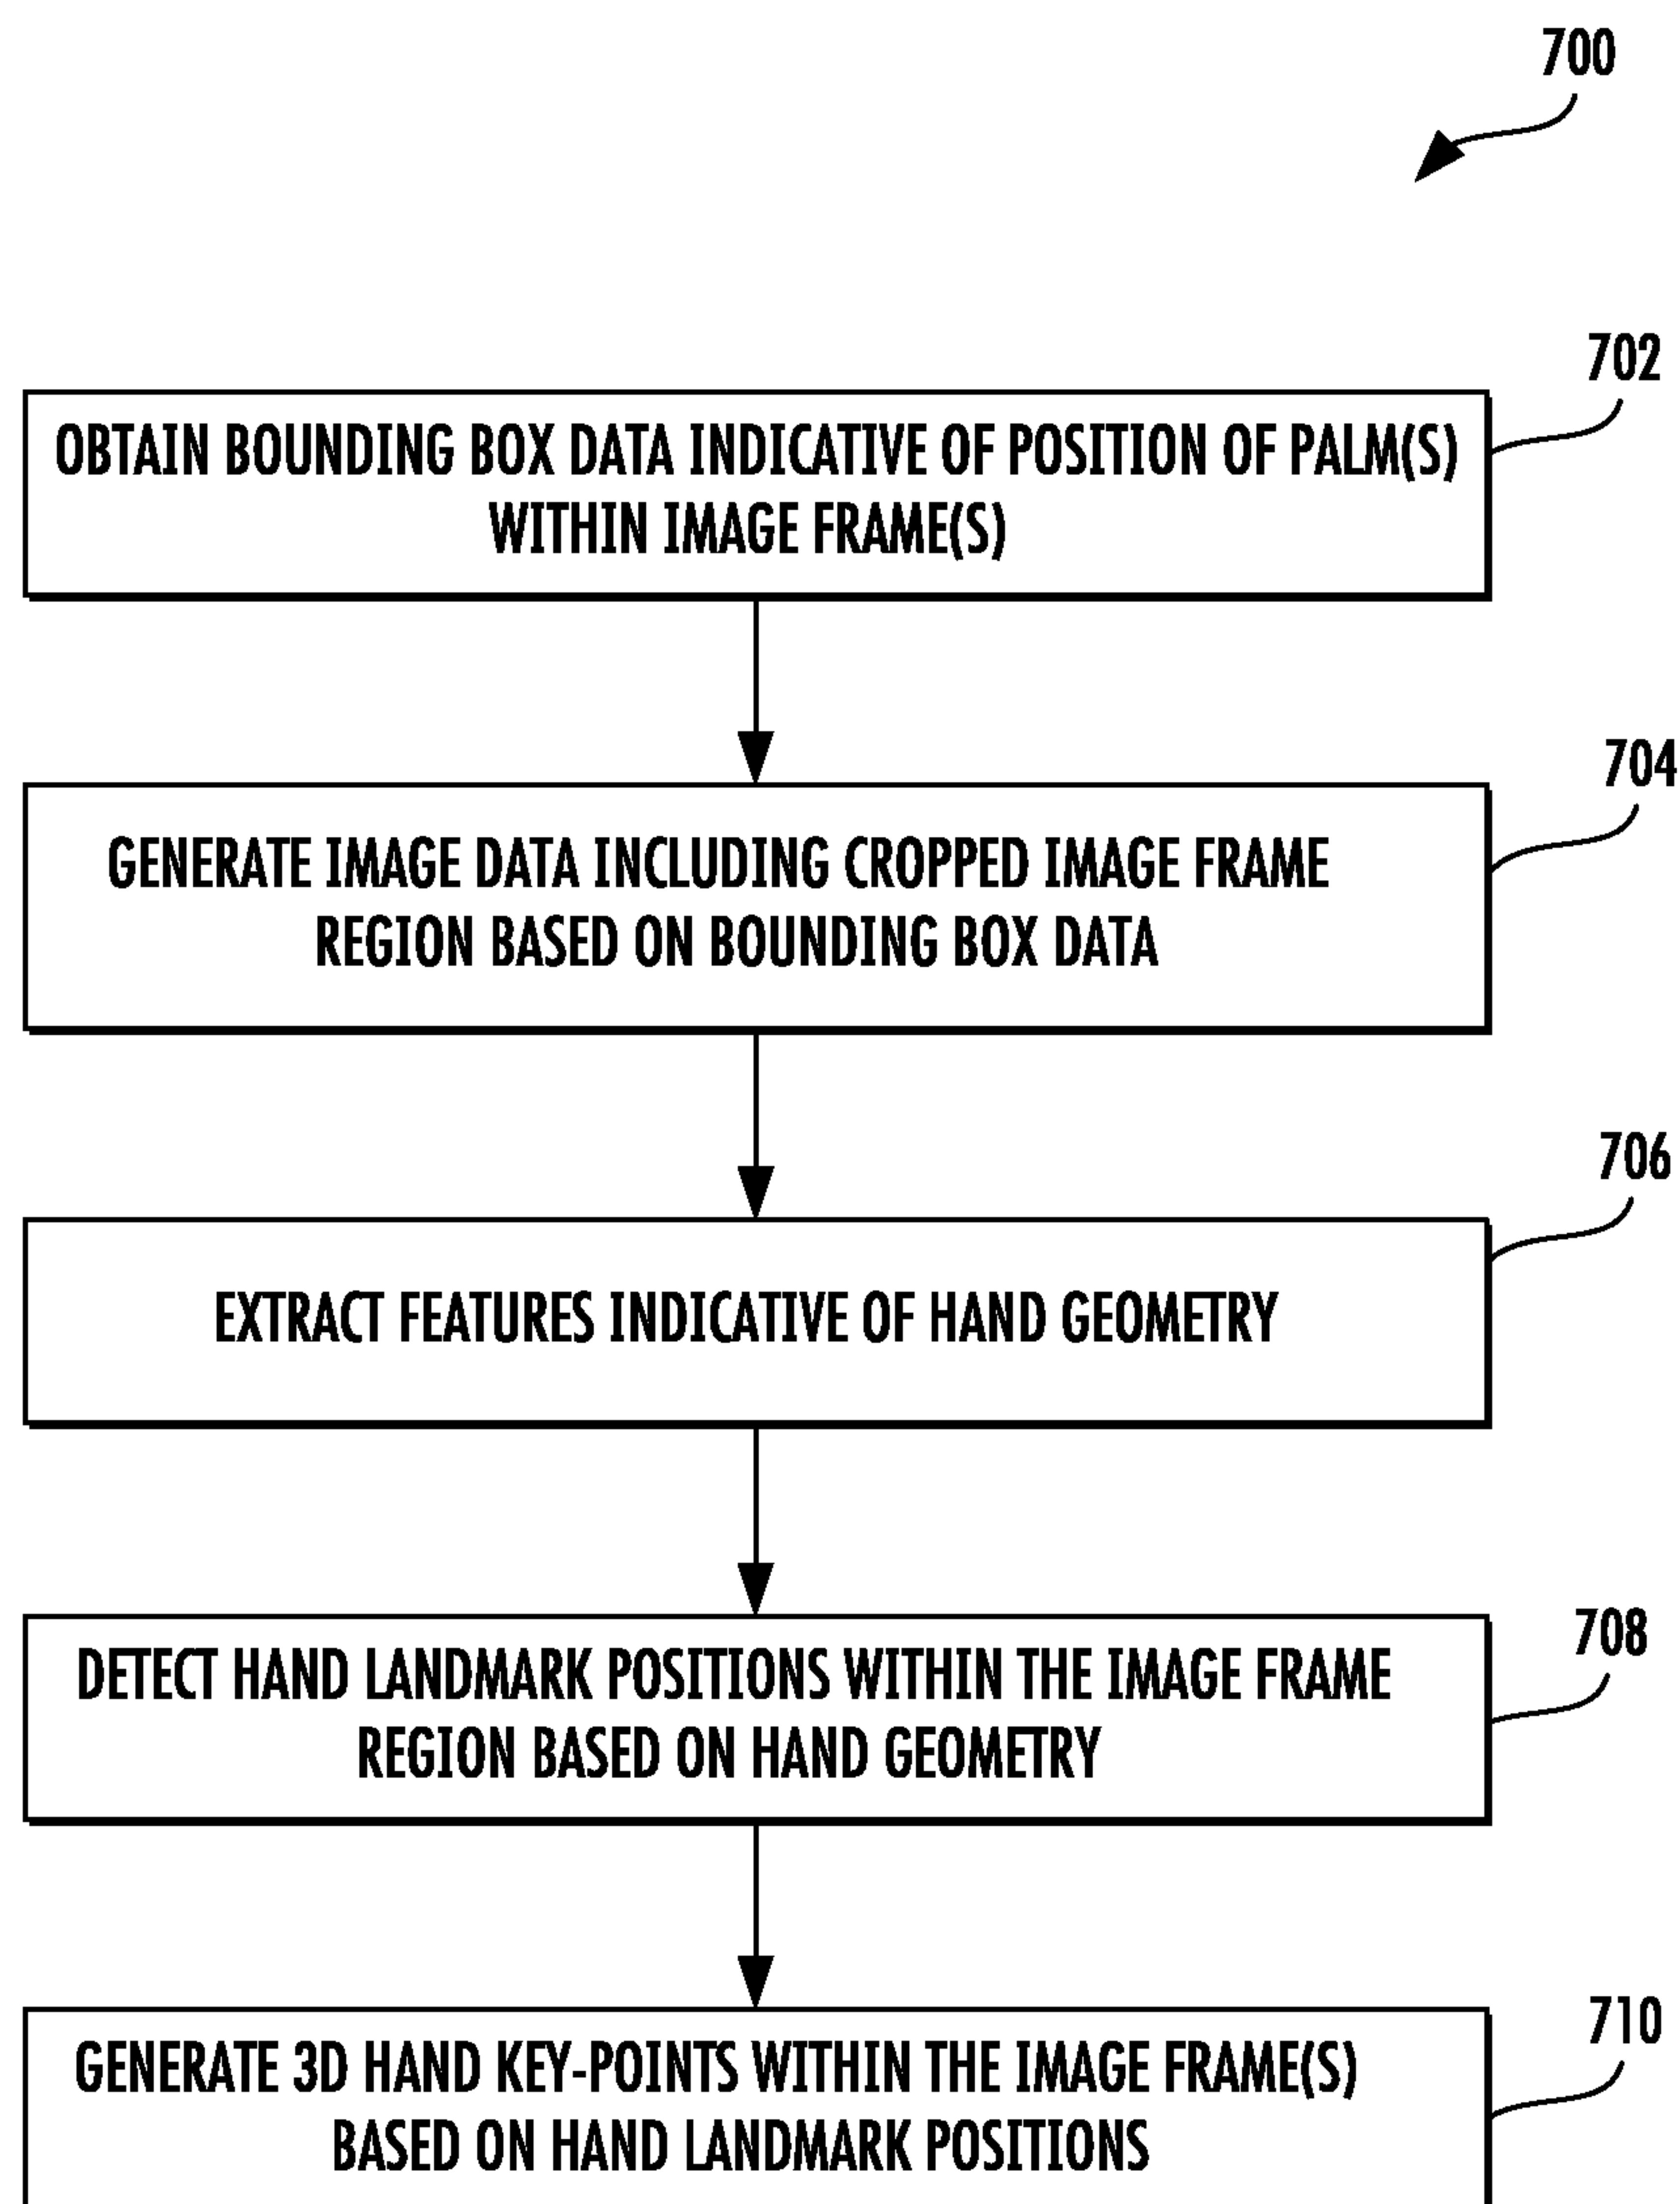 700
702
OBTAIN BOUNDING BOX DATA INDICATIVE OF POSITION OF PALM(S)
WITHIN IMAGE FRAME(S)
704
GENERATE IMAGE DATA INCLUDING CROPPED IMAGE FRAME
REGION BASED ON BOUNDING BOX DATA
706
EXTRACT FEATURES INDICATIVE OF HAND GEOMETRY
708
DETECT HAND LANDMARK POSITIONS WITHIN THE IMAGE FRAME
REGION BASED ON HAND GEOMETRY
710
GENERATE 3D HAND KEY-POINTS WITHIN THE IMAGE FRAME(S)
BASED ON HAND LANDMARK POSITIONS